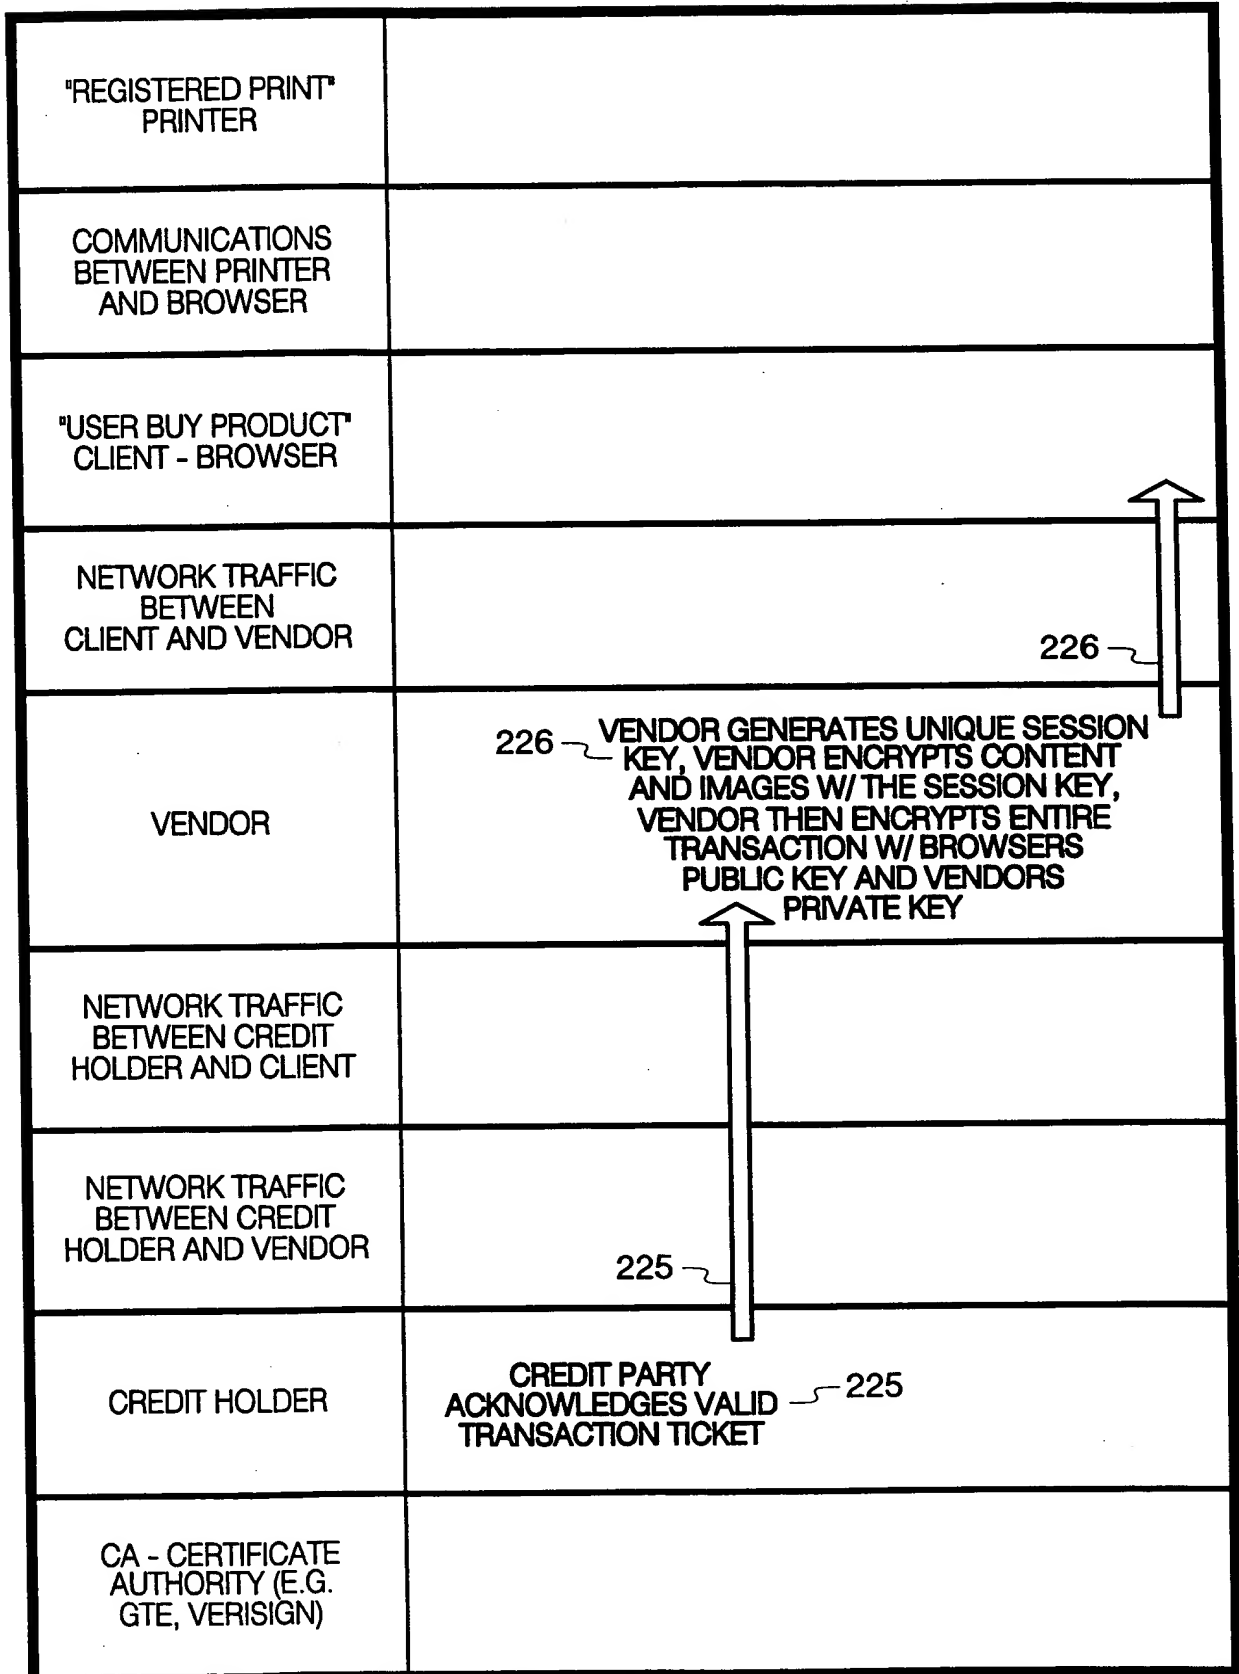 "REGISTERED PRINT"
PRINTER
COMMUNICATIONS
BETWEEN PRINTER
AND BROWSER
"USER BUY PRODUCT"
CLIENT - BROWSER
NETWORK TRAFFIC
BETWEEN
CLIENT AND VENDOR
226
VENDOR
226
VENDOR GENERATES UNIQUE SESSION
KEY, VENDOR ENCRYPTS CONTENT
AND IMAGES W/ THE SESSION KEY,
VENDOR THEN ENCRYPTS ENTIRE
TRANSACTION W/ BROWSERS
PUBLIC KEY AND VENDORS
PRIVATE KEY
NETWORK TRAFFIC
BETWEEN CREDIT
HOLDER AND CLIENT
NETWORK TRAFFIC
BETWEEN CREDIT
HOLDER AND VENDOR
225
CREDIT HOLDER
CREDIT PARTY
ACKNOWLEDGES VALID
TRANSACTION TICKET
225
CA - CERTIFICATE
AUTHORITY (E.G.
GTE, VERISIGN)